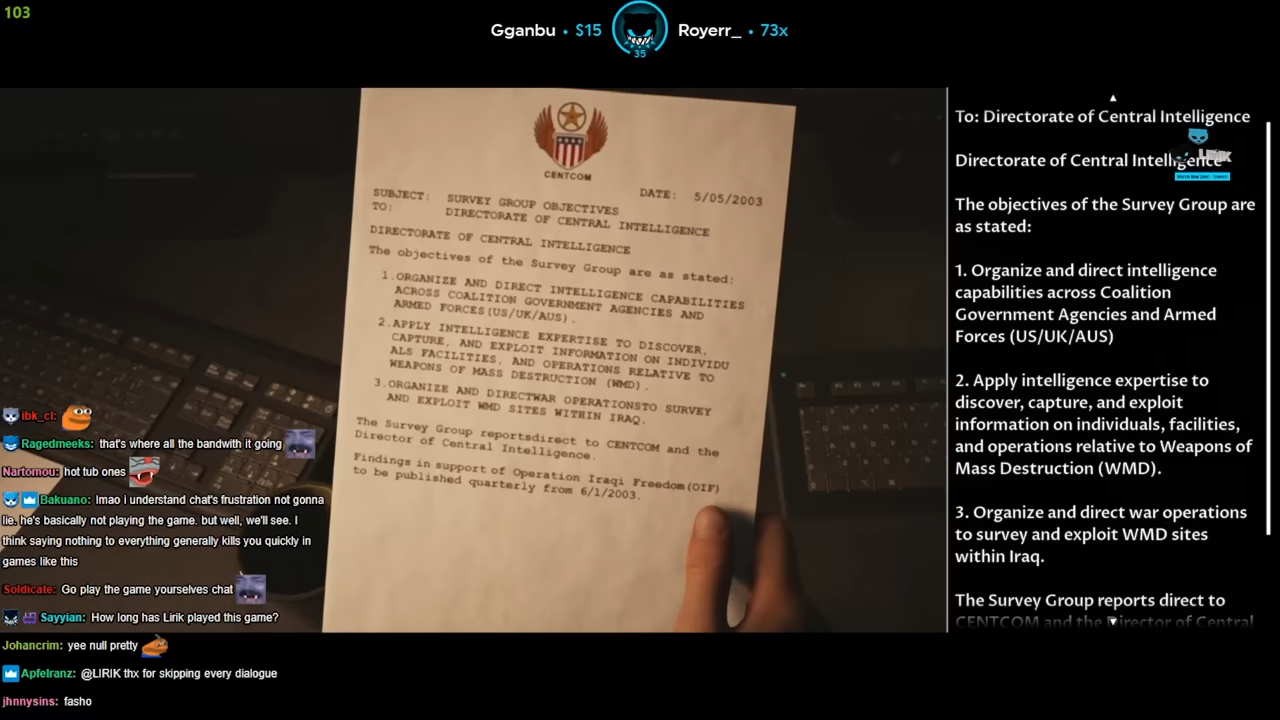 103
Gganbu • $15
35
Royerr_ • 73x
CENTCOM
DATE: 5/05/2003
SUBJECT: SURVEY GROUP OBJECTIVES
TO: DIRECTORATE OF CENTRAL INTELLIGENCE
DIRECTORATE OF CENTRAL INTELLIGENCE
The objectives of the Survey Group are as stated:
1.ORGANIZE AND DIRECT INTELLIGENCE CAPABILITIES
ACROSS COALITION GOVERNMENT AGENCIES AND
ARMED FORCES(US/UK/AUS).
2.APPLY INTELLIGENCE EXPERTISE TO DISCOVER,
CAPTURE, AND EXPLOIT INFORMATION ON INDIVIDU
ALS FACILITIES, AND OPERATIONS RELATIVE TO
WEAPONS OF MASS DESTRUCTION (WMD).
3.ORGANIZE AND DIRECTWAR OPERATIONSTO SURVEY
AND EXPLOIT WMD SITES WITHIN IRAQ.
The Survey Group reportsdirect to CENTCOM and the
Director of Central Intelligence.
Findings in support of Operation Iraqi Freedom(OIF)
to be published quarterly from 6/1/2003.
To: Directorate of Central Intelligence
Directorate of Central Intelligence
LIRIK
The objectives of the Survey Group are
as stated:
1. Organize and direct intelligence
capabilities across Coalition
Government Agencies and Armed
Forces (US/UK/AUS)
2. Apply intelligence expertise to
discover, capture, and exploit
information on individuals, facilities,
and operations relative to Weapons of
Mass Destruction (WMD).
3. Organize and direct war operations
to survey and exploit WMD sites
within Iraq.
The Survey Group reports direct to
CENTCOM and the Director of Central
ibk_cl:
Ragedmeeks: that's where all the bandwith it going
Nartomou: hot tub ones
Bakuano: lmao i understand chat's frustration not gonna
lie. he's basically not playing the game. but well, we'll see. I
think saying nothing to everything generally kills you quickly in
games like this
Soldicate: Go play the game yourselves chat
Sayyian: How long has Lirik played this game?
Johancrim: yee null pretty
Apfelranz: @LIRIK thx for skipping every dialogue
jhnnysins: fasho